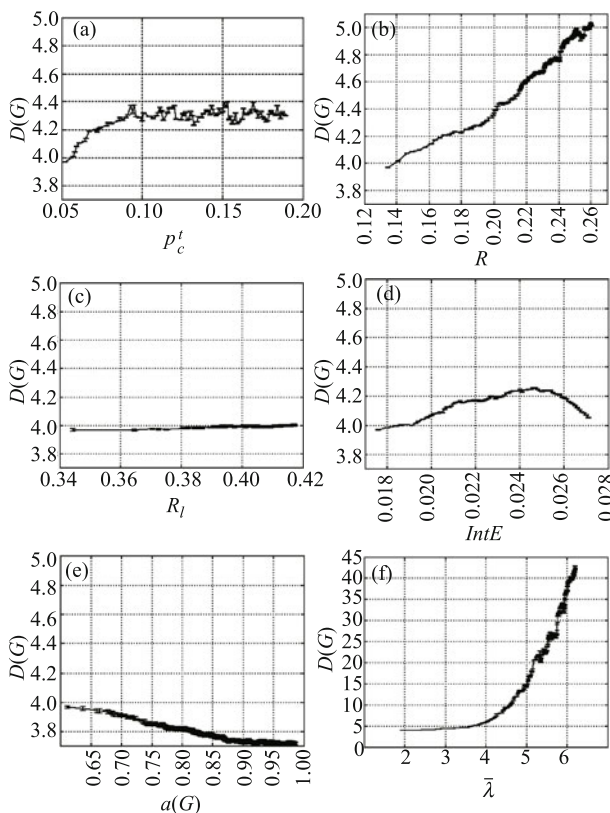 (a)
D(G)
5.0
4.8
4.6
4.4
4.2
4.0
3.8
0.05 0.10 0.15 0.20
p_c^t
(b)
D(G)
5.0
4.8
4.6
4.4
4.2
4.0
3.8
0.12 0.14 0.16 0.18 0.20 0.22 0.24 0.26
R
(c)
D(G)
5.0
4.8
4.6
4.4
4.2
4.0
3.8
0.34 0.36 0.38 0.40 0.42
R_l
(d)
D(G)
5.0
4.8
4.6
4.4
4.2
4.0
3.8
0.018 0.020 0.022 0.024 0.026 0.028
IntE
(e)
D(G)
5.0
4.8
4.6
4.4
4.2
4.0
3.8
0.65 0.70 0.75 0.80 0.85 0.90 0.95 1.00
a(G)
(f)
D(G)
45
40
35
30
25
20
15
10
5
0
2 3 4 5 6
λ̄